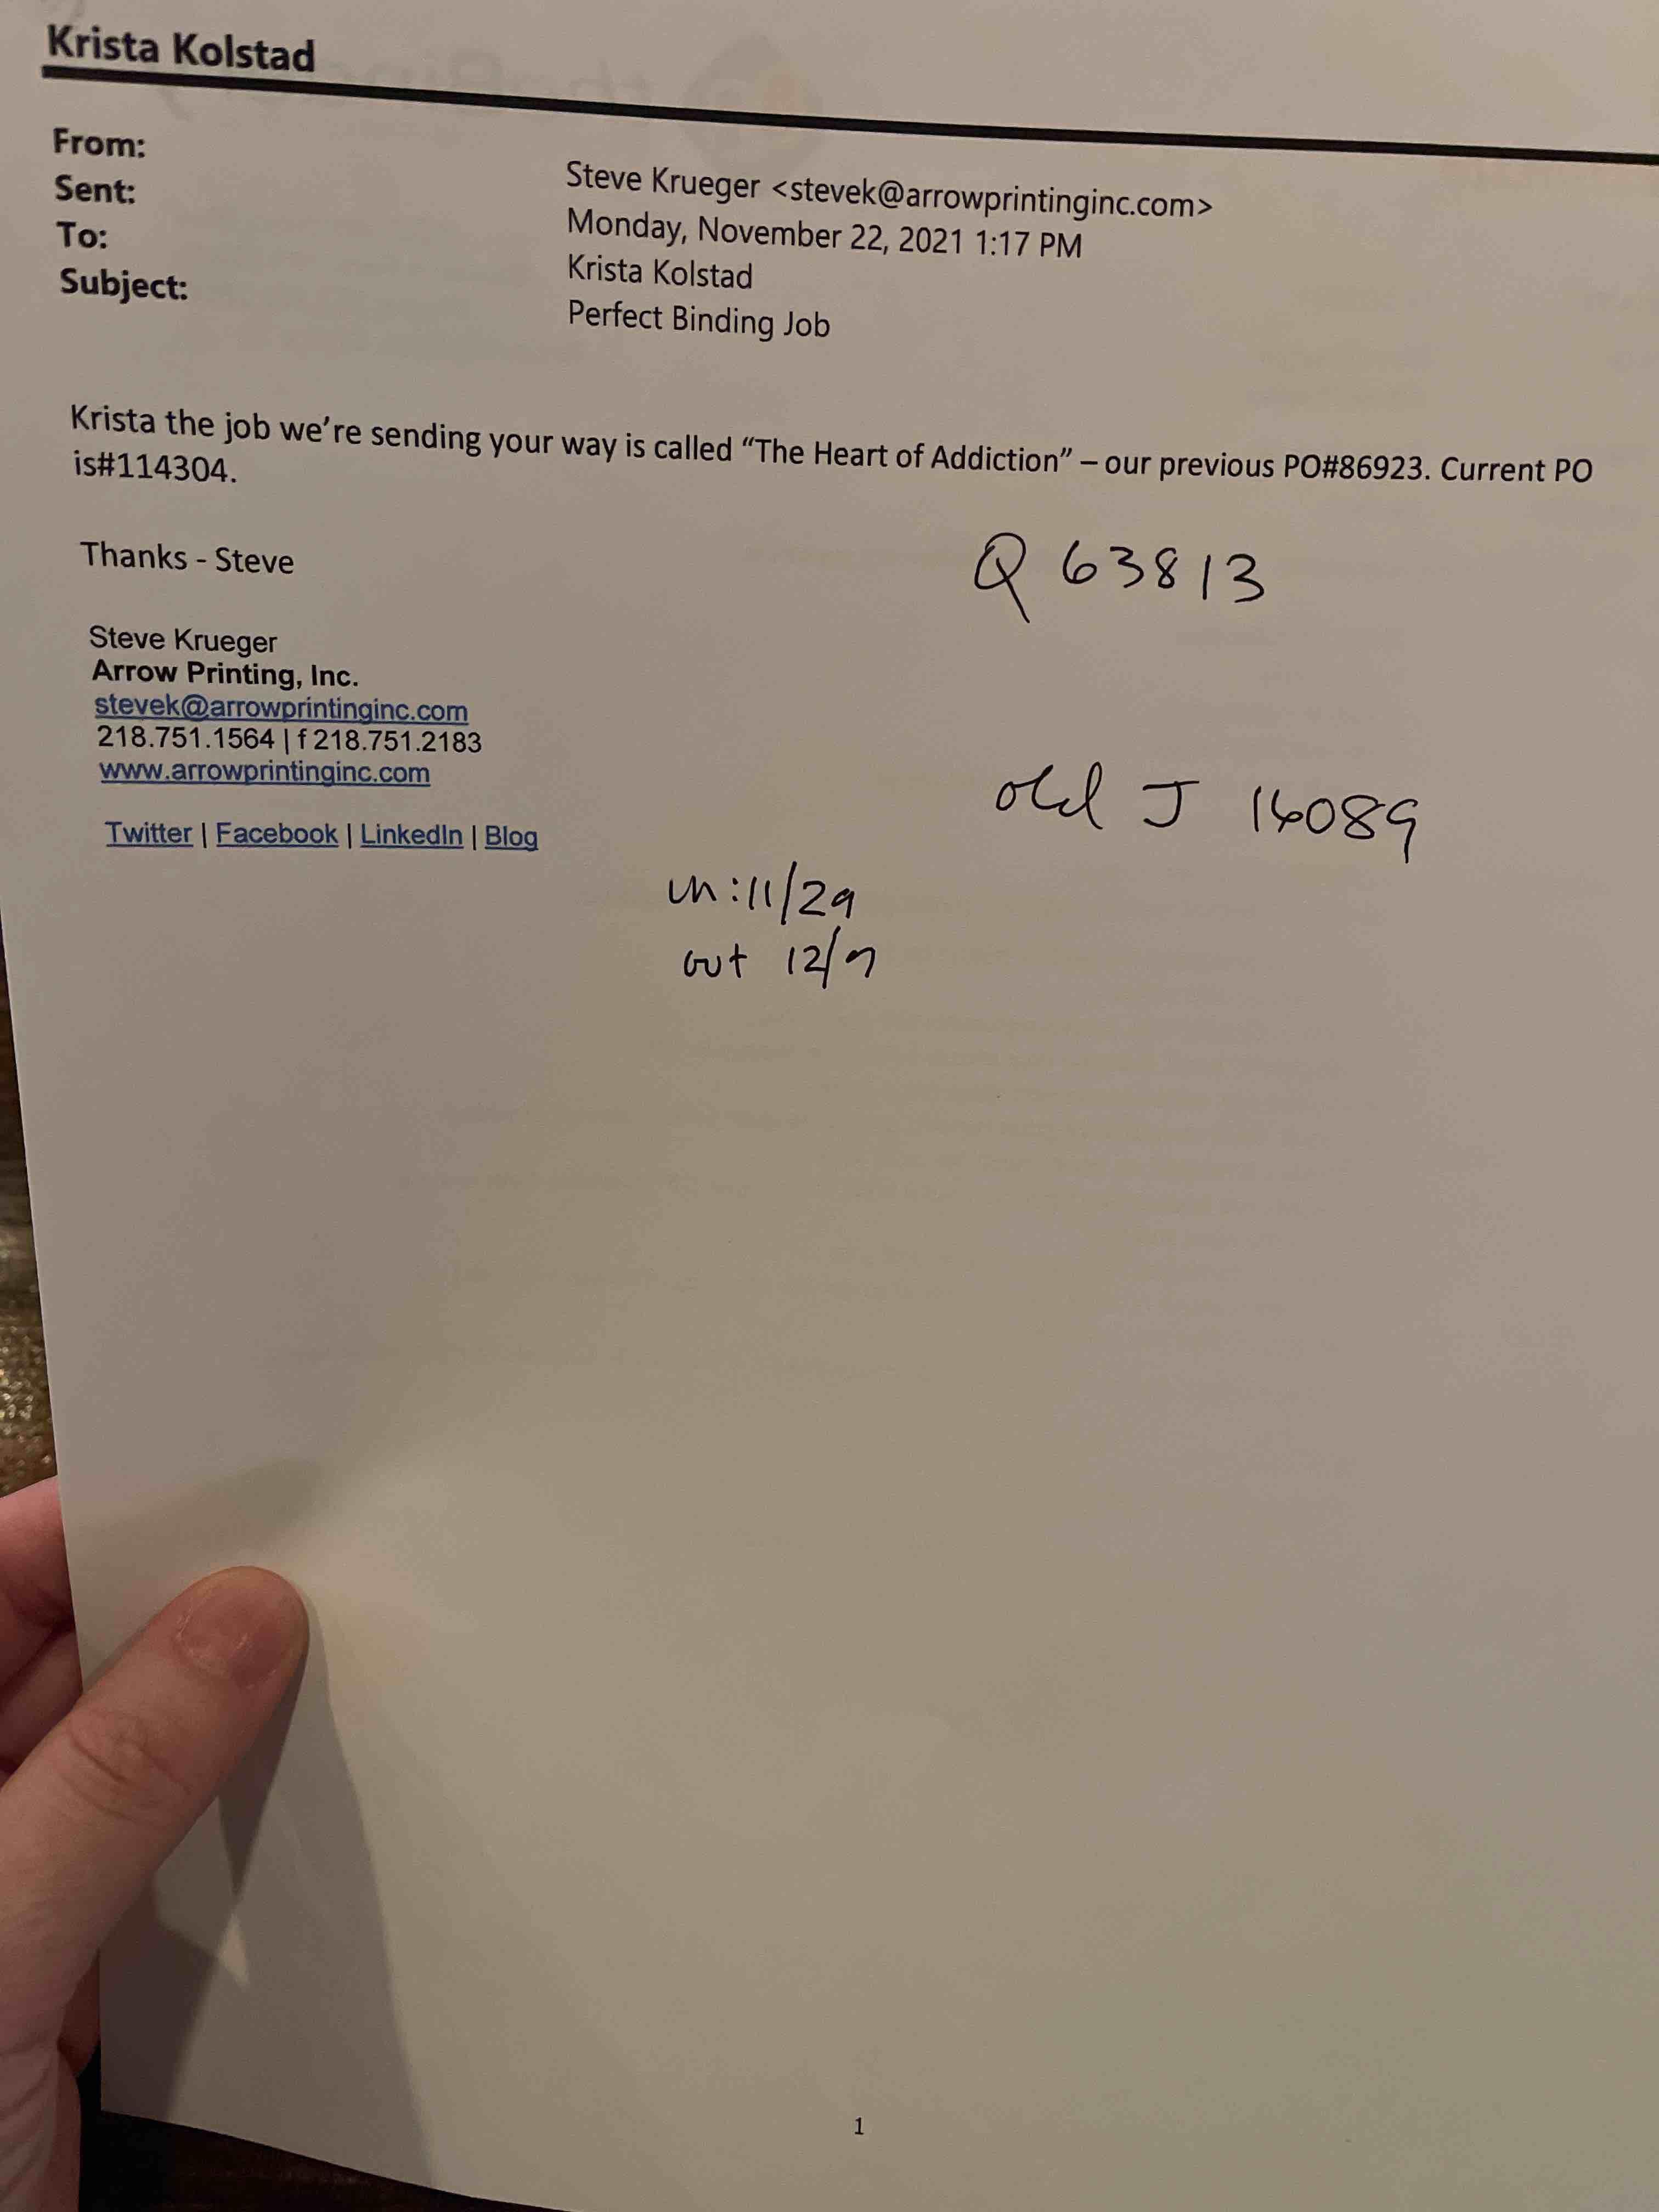 Krista Kolstad
From: Steve Krueger <stevek@arrowprintinginc.com>
Sent: Monday, November 22, 2021 1:17 PM
To: Krista Kolstad
Subject: Perfect Binding Job
Krista the job we’re sending your way is called “The Heart of Addiction” – our previous PO#86923. Current PO
is#114304.
Thanks - Steve
Q 63813
Steve Krueger
Arrow Printing, Inc.
stevek@arrowprintinginc.com
218.751.1564 | f 218.751.2183
www.arrowprintinginc.com
old J 16089
Twitter | Facebook | LinkedIn | Blog
in: 11/29
out 12/7
1